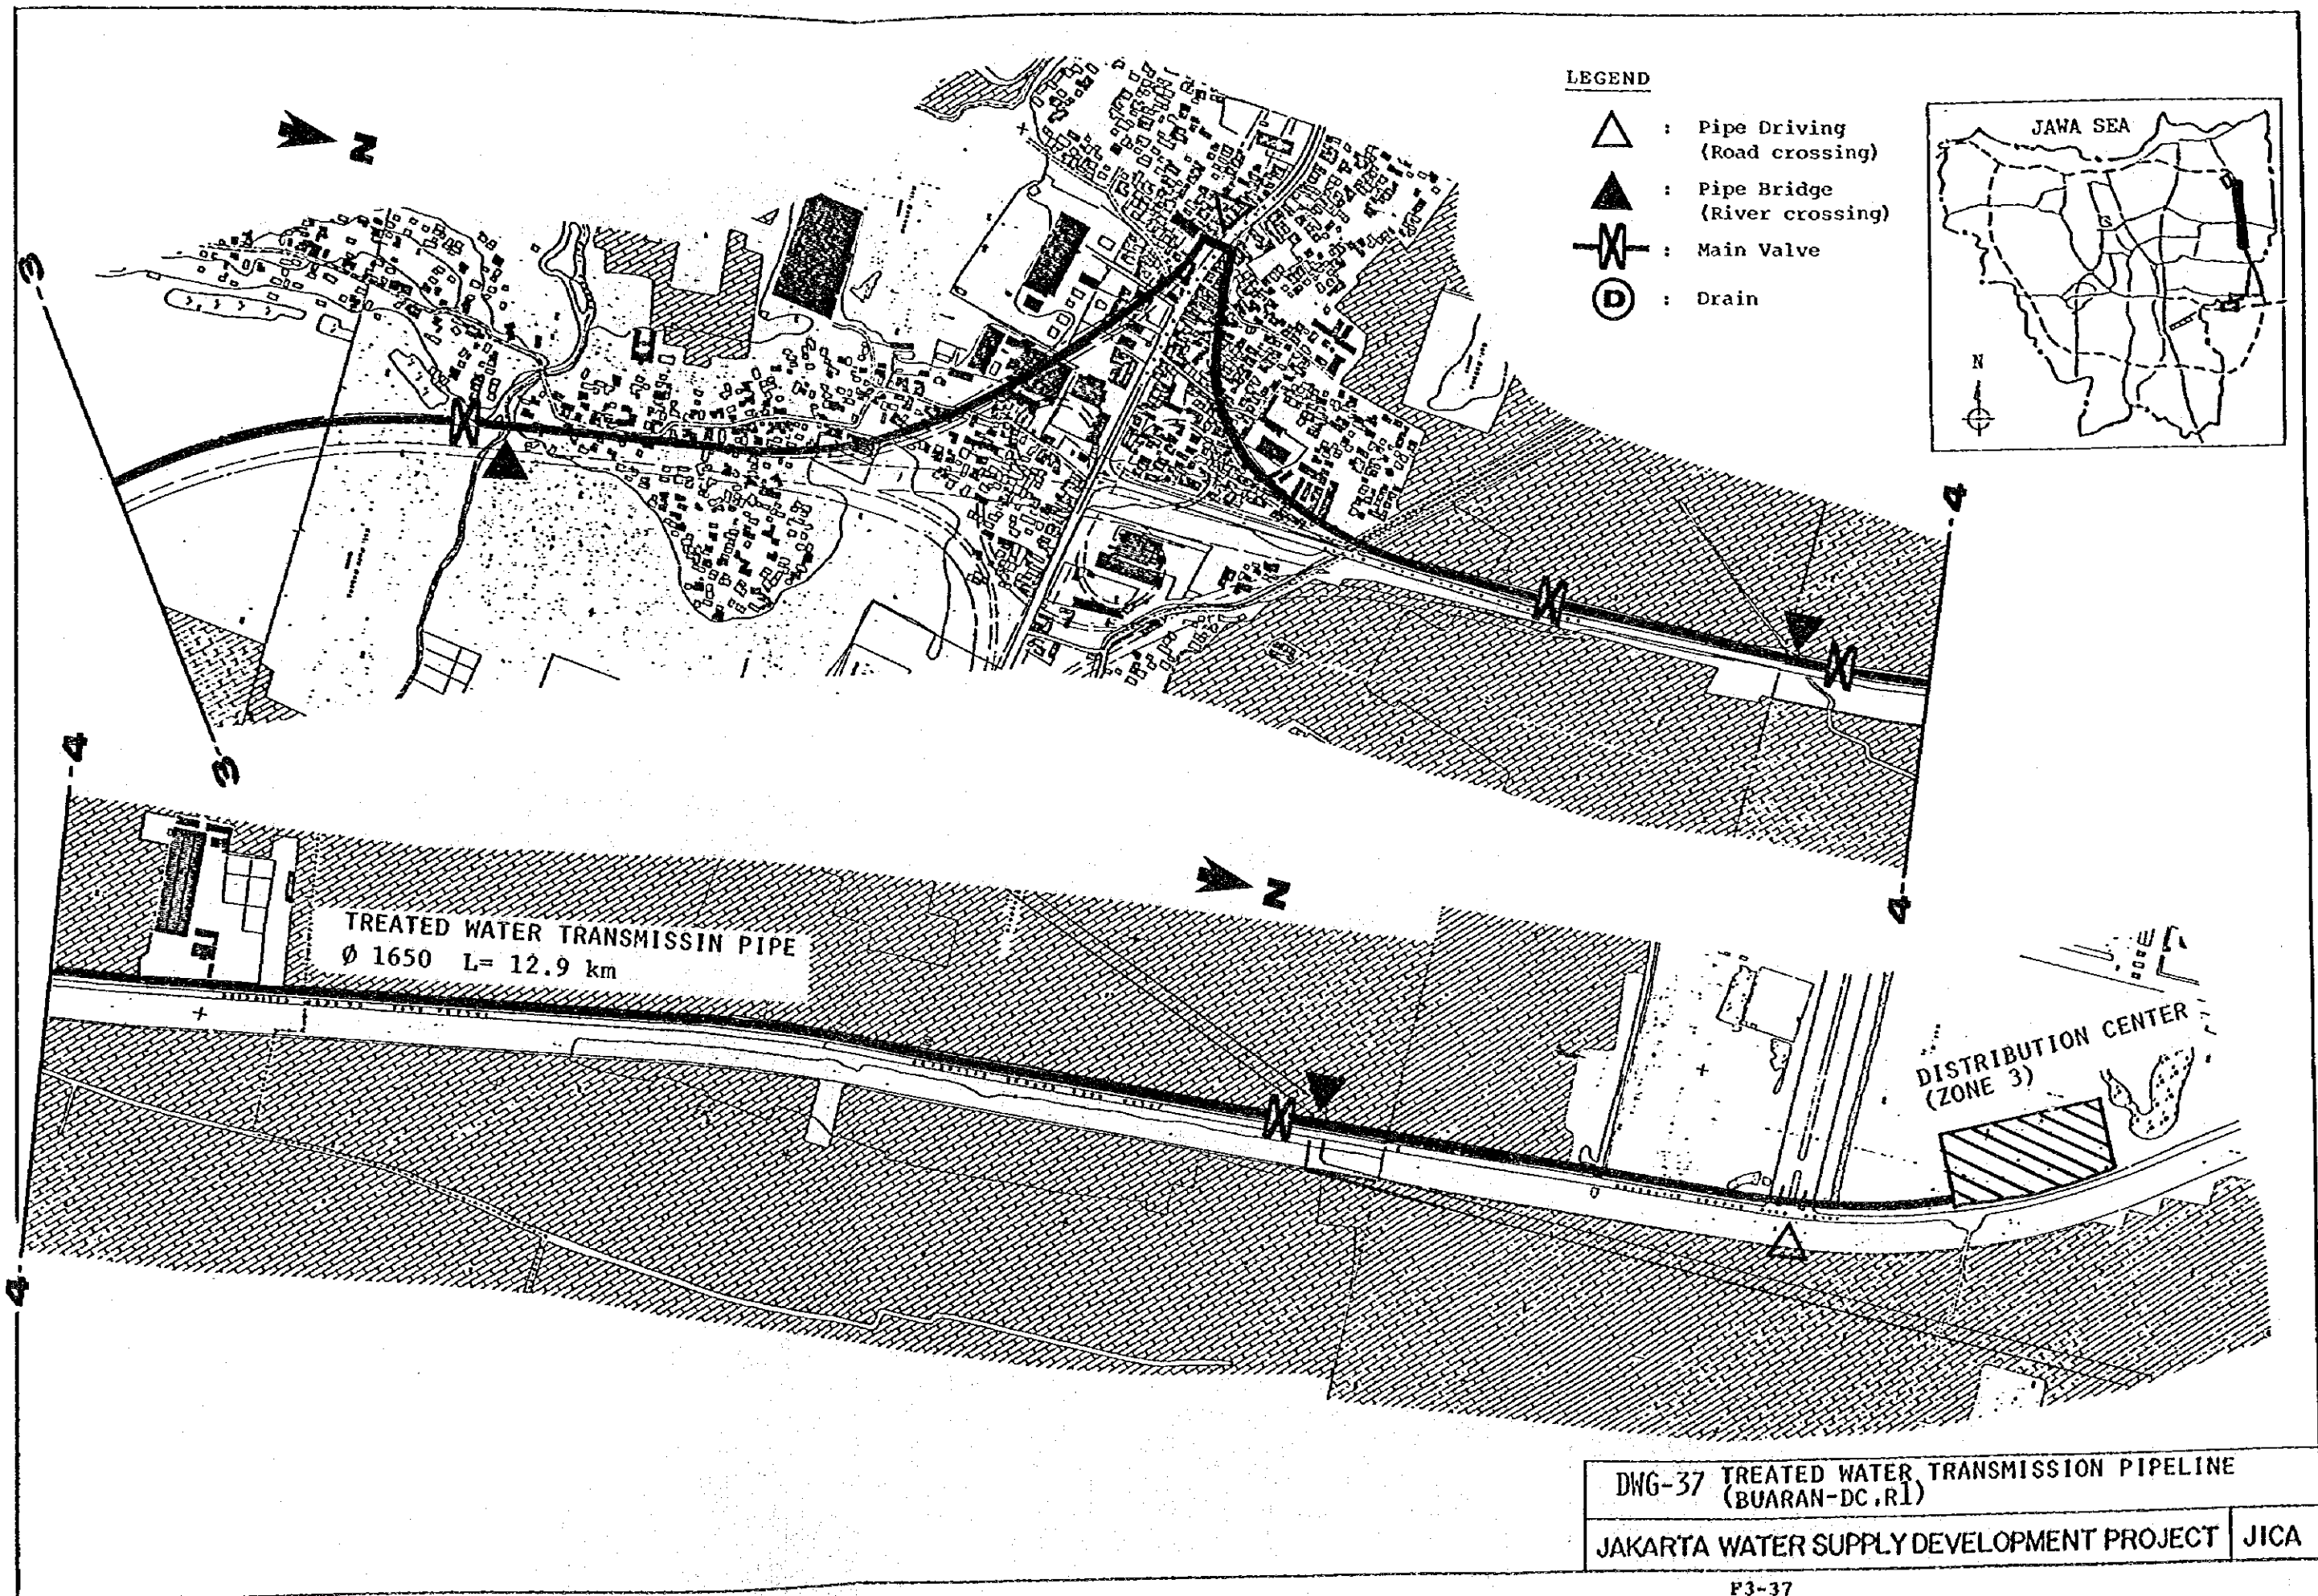 LEGEND
: Pipe Driving
(Road crossing)
: Pipe Bridge
(River crossing)
: Main Valve
D : Drain
JAWA SEA
N
N
3
3
4
4
4
4
N
TREATED WATER TRANSMISSIN PIPE
Ø 1650 L= 12.9 km
DISTRIBUTION CENTER
(ZONE 3)
DWG-37 TREATED WATER TRANSMISSION PIPELINE
(BUARAN-DC.R1)
JAKARTA WATER SUPPLY DEVELOPMENT PROJECT JICA
P3-37